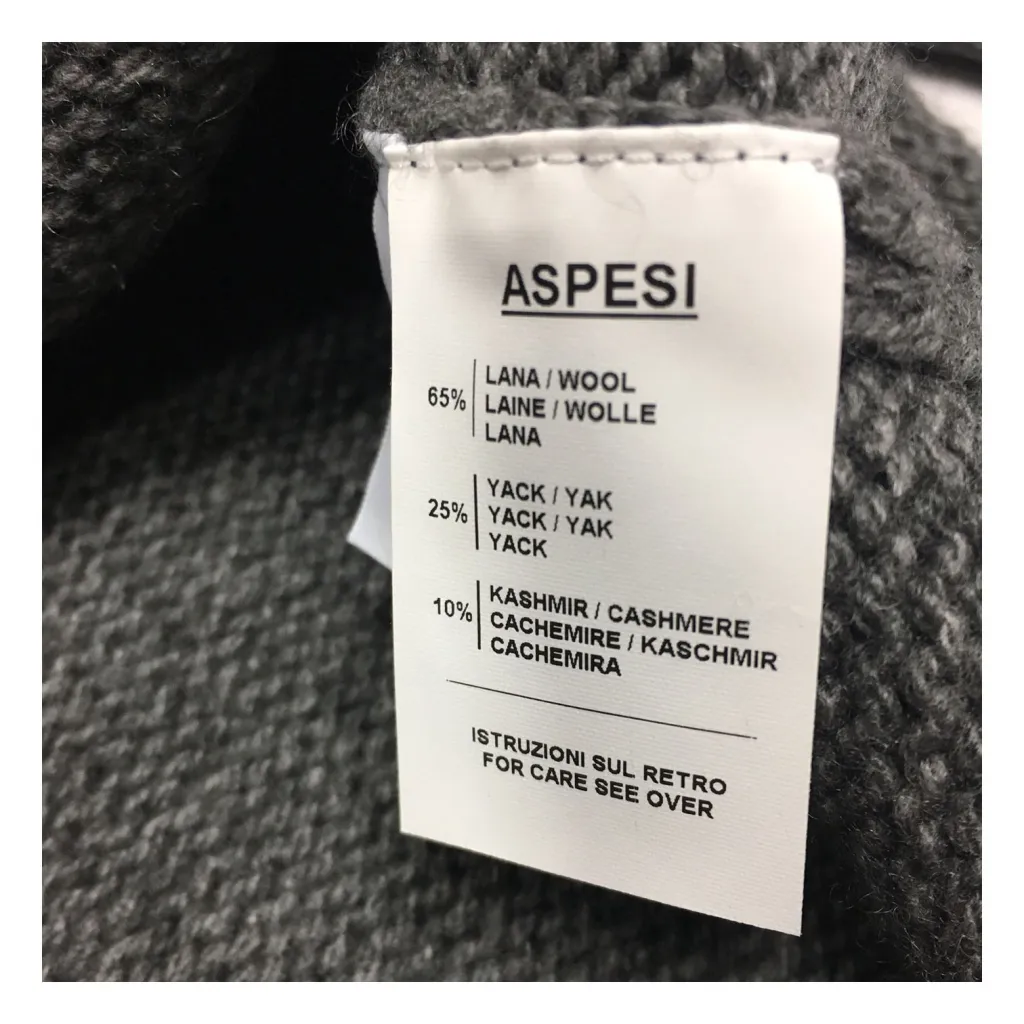 ASPESI
65%
LANA / WOOL
LAINE / WOLLE
LANA
25%
YACK / YAK
YACK / YAK
YACK
10%
KASHMIR / CASHMERE
CACHEMIRE / KASCHMIR
CACHEMIRA
ISTRUZIONI SUL RETRO
FOR CARE SEE OVER